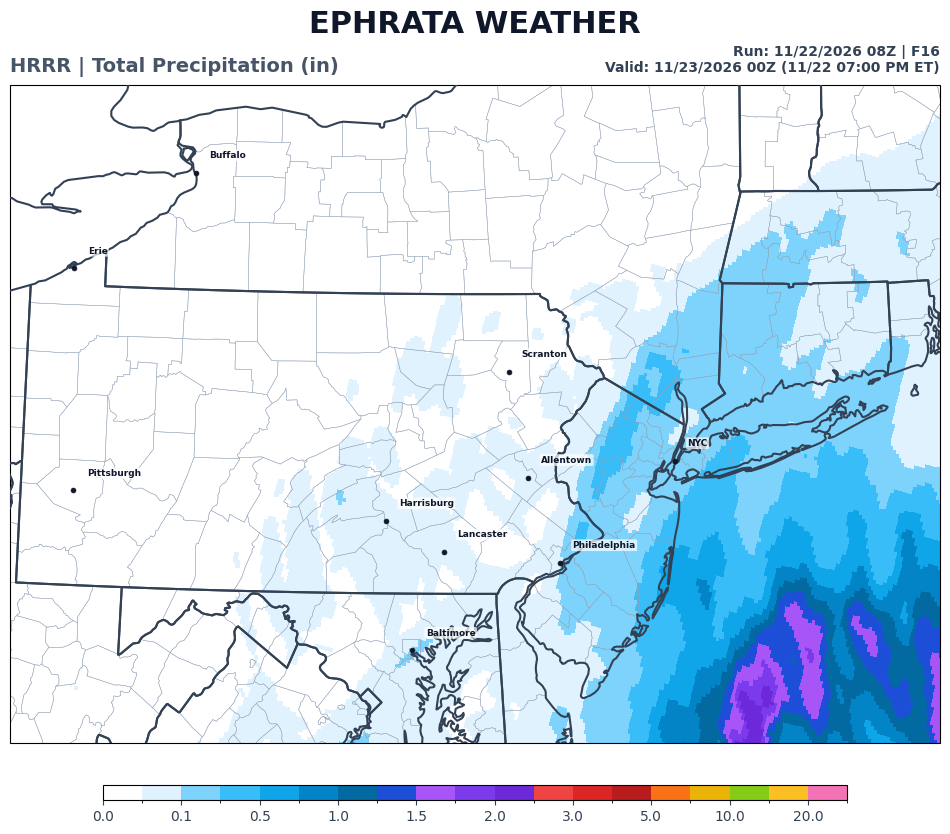 EPHRATA WEATHER
HRRR | Total Precipitation (in)
Run: 11/22/2026 08Z | F16
Valid: 11/23/2026 00Z (11/22 07:00 PM ET)
Buffalo
Erie
Scranton
NYC
Allentown
Pittsburgh
Harrisburg
Lancaster
Philadelphia
Baltimore
0.0 0.1 0.5 1.0 1.5 2.0 3.0 5.0 10.0 20.0